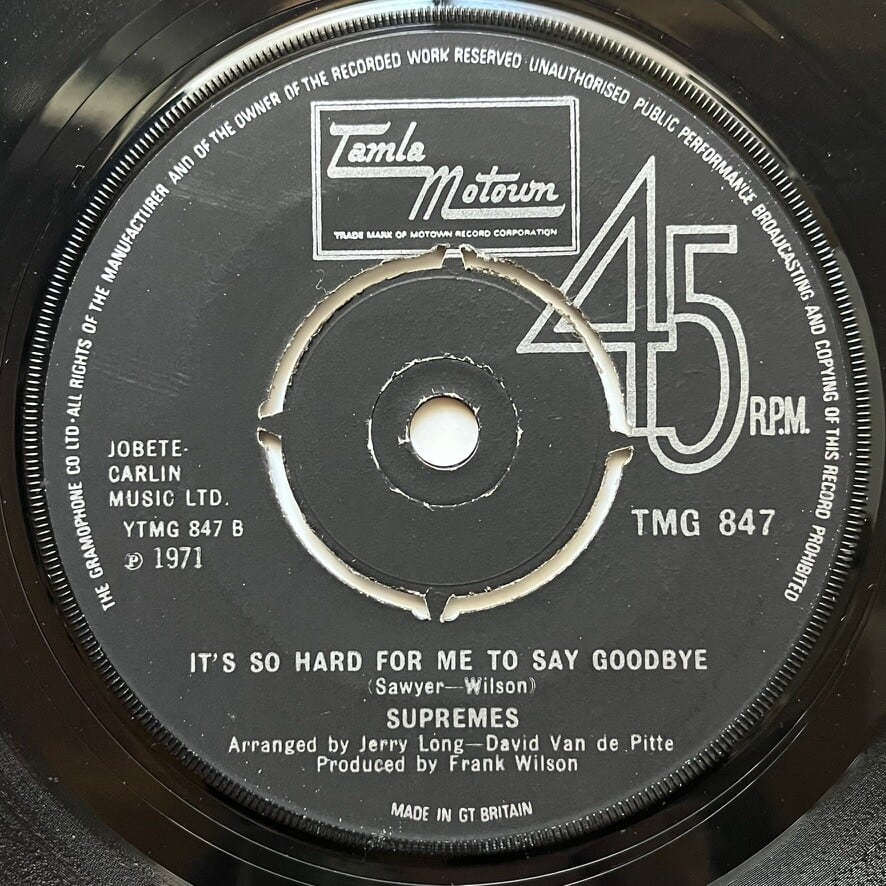 THE GRAMOPHONE CO LTD · ALL RIGHTS OF THE MANUFACTURER AND OF THE OWNER OF THE RECORDED WORK RESERVED · UNAUTHORISED PUBLIC PERFORMANCE BROADCASTING AND COPYING OF THIS RECORD PROHIBITED
Tamla
Motown
TRADE MARK OF MOTOWN RECORD CORPORATION
45
R.P.M.
JOBETE-
CARLIN
MUSIC LTD.
YTMG 847 B
℗ 1971
TMG 847
IT'S SO HARD FOR ME TO SAY GOODBYE
(Sawyer—Wilson)
SUPREMES
Arranged by Jerry Long—David Van de Pitte
Produced by Frank Wilson
MADE IN GT BRITAIN